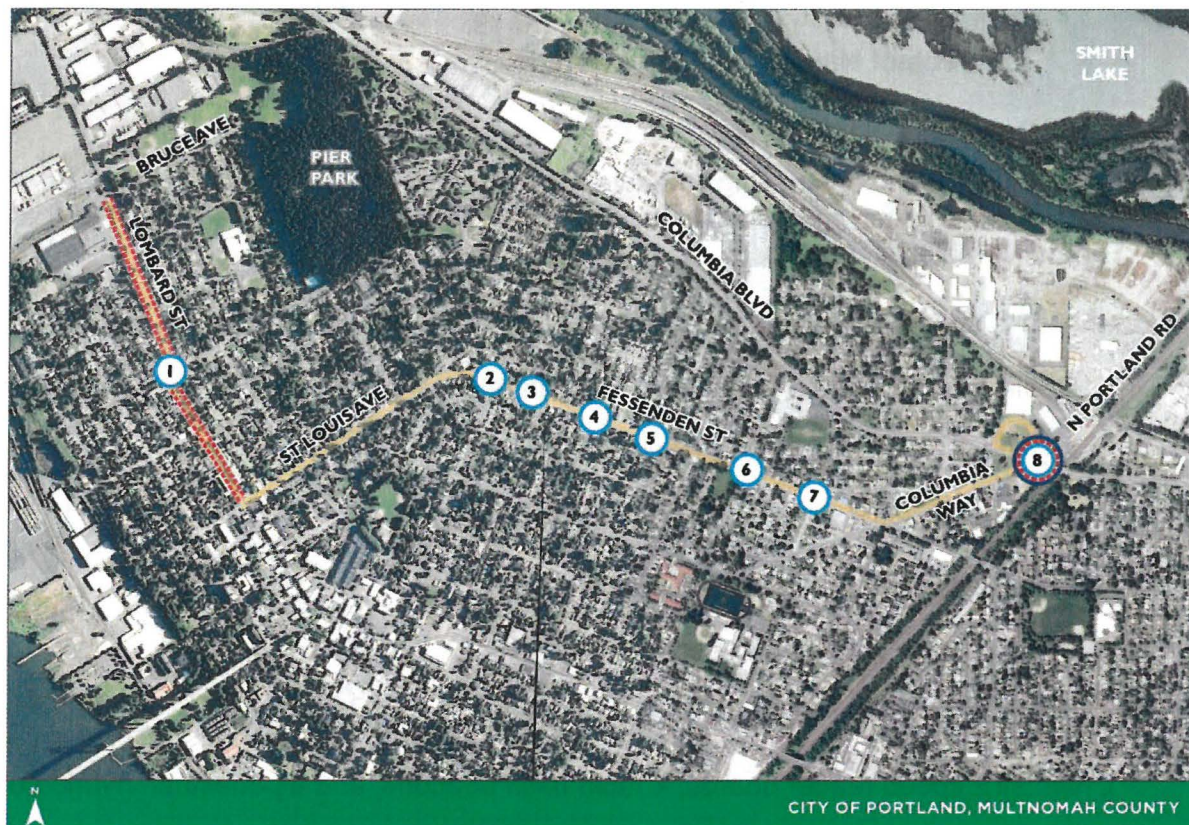 SMITH
LAKE
BRUCE AVE
PIER
PARK
LOMBARD ST
COLUMBIA BLVD
N PORTLAND RD
1
ST LOUIS AVE
2
3
4
FESSENDEN ST
5
6
7
COLUMBIA
WAY
8
N
CITY OF PORTLAND, MULTNOMAH COUNTY